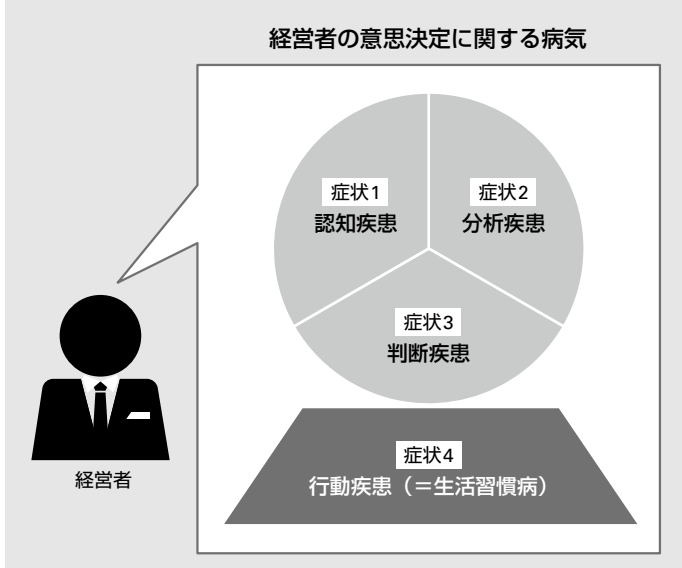 経営者の意思決定に関する病気
症状1
認知疾患
症状2
分析疾患
症状3
判断疾患
症状4
行動疾患（＝生活習慣病）
経営者